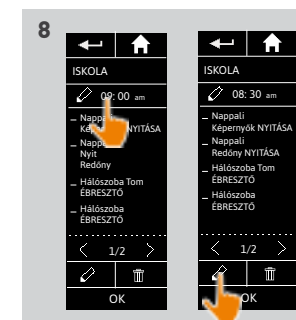 8
ISKOLA
09:00 am
_ Nappali
Képernyők NYITÁSA
_ Nappali
Nyit
Redőny
_ Hálószoba Tom
ÉBRESZTŐ
_ Hálószoba
ÉBRESZTŐ
1/2
OK
ISKOLA
08:30 am
_ Nappali
Képernyők NYITÁSA
_ Nappali
Redőny NYITÁSA
_ Hálószoba Tom
ÉBRESZTŐ
_ Hálószoba
ÉBRESZTŐ
1/2
OK